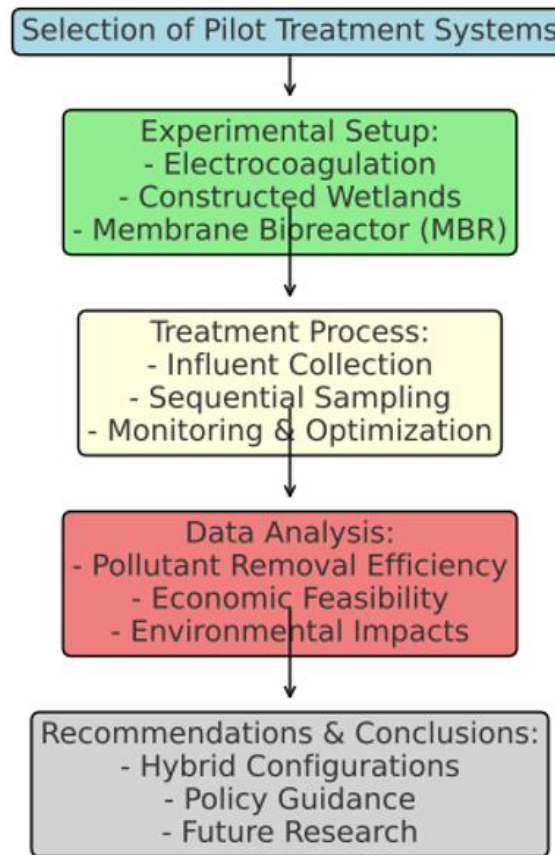 Selection of Pilot Treatment Systems
Experimental Setup:
- Electrocoagulation
- Constructed Wetlands
- Membrane Bioreactor (MBR)
Treatment Process:
- Influent Collection
- Sequential Sampling
- Monitoring & Optimization
Data Analysis:
- Pollutant Removal Efficiency
- Economic Feasibility
- Environmental Impacts
Recommendations & Conclusions:
- Hybrid Configurations
- Policy Guidance
- Future Research